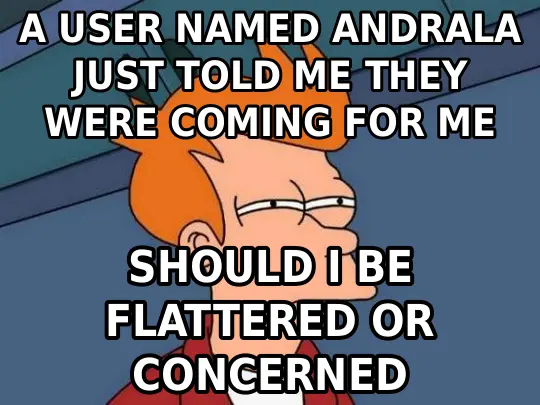 A USER NAMED ANDRALA
JUST TOLD ME THEY
WERE COMING FOR ME
SHOULD I BE
FLATTERED OR
CONCERNED